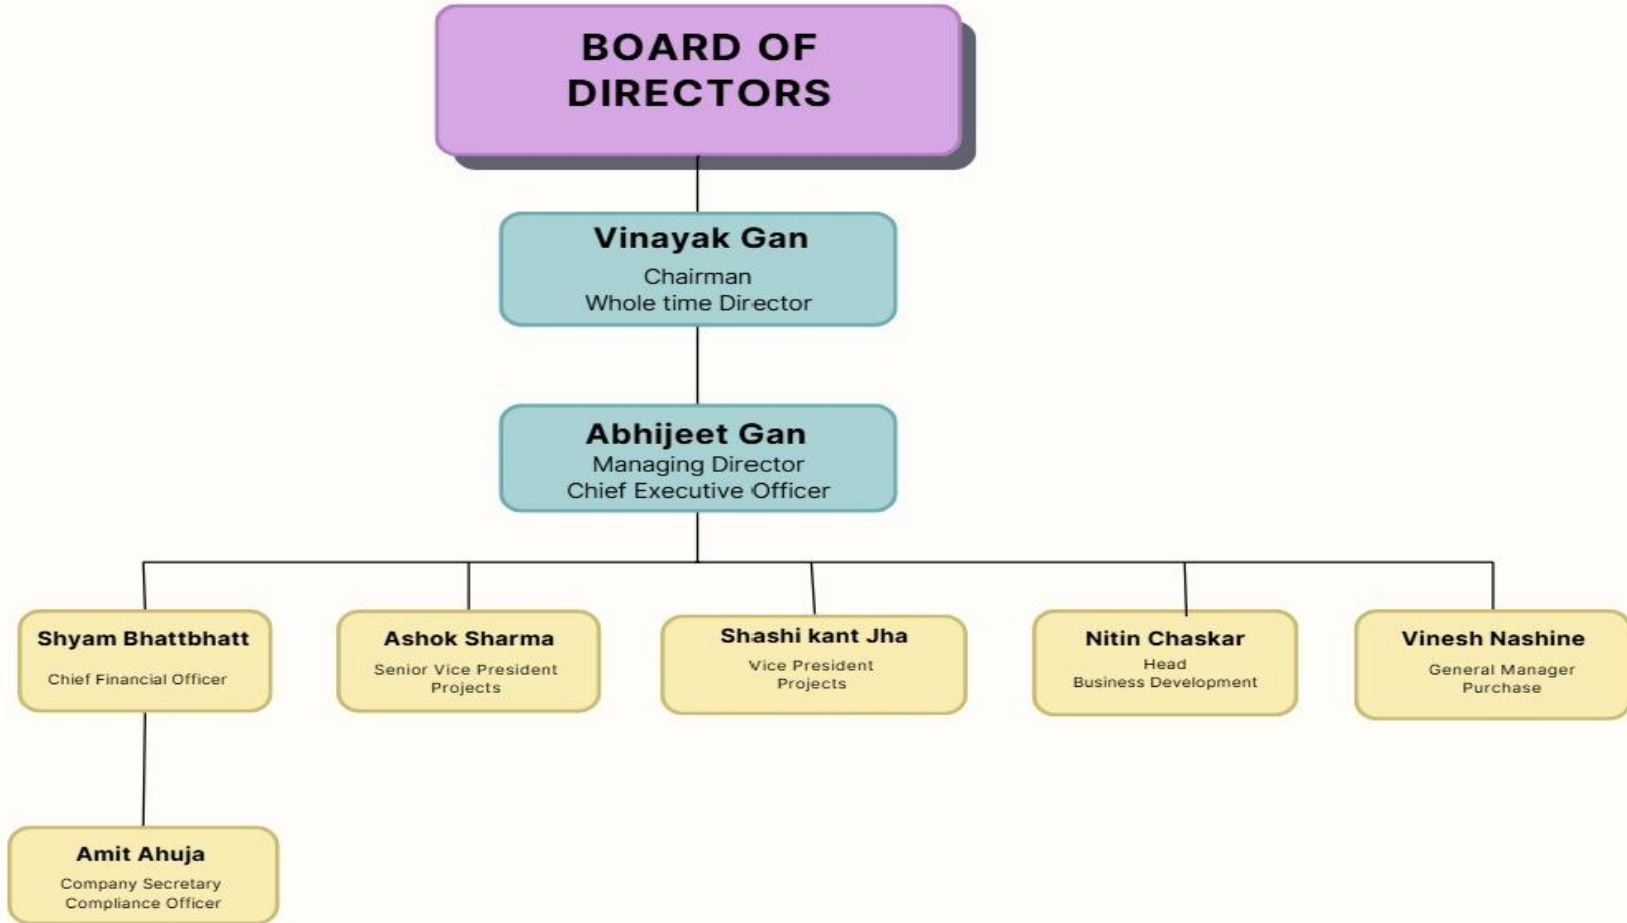 BOARD OF
DIRECTORS
Vinayak Gan
Chairman
Whole time Director
Abhijeet Gan
Managing Director
Chief Executive Officer
Shyam Bhattbhatt
Chief Financial Officer
Ashok Sharma
Senior Vice President
Projects
Shashi kant Jha
Vice President
Projects
Nitin Chaskar
Head
Business Development
Vinesh Nashine
General Manager
Purchase
Amit Ahuja
Company Secretary
Compliance Officer